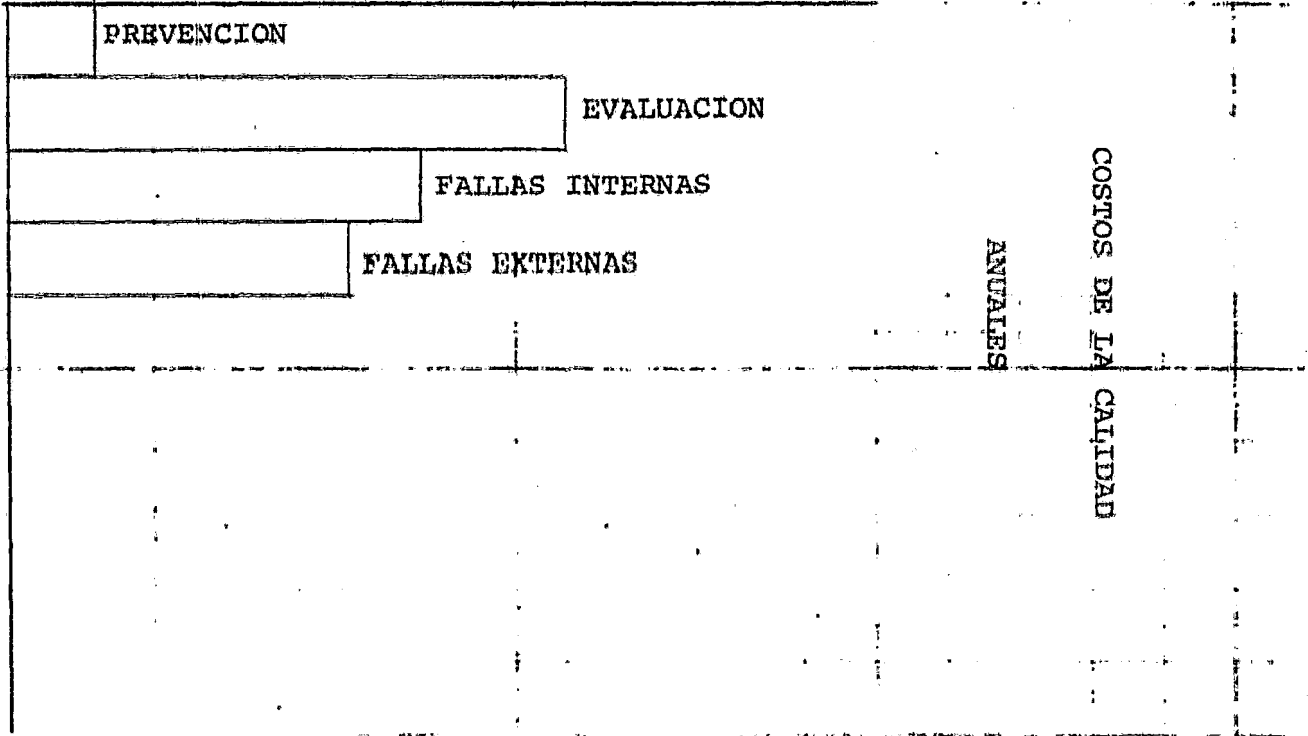 PREVENCION
EVALUACION
FALLAS INTERNAS
FALLAS EXTERNAS
COSTOS DE LA CALIDAD
ANUALES